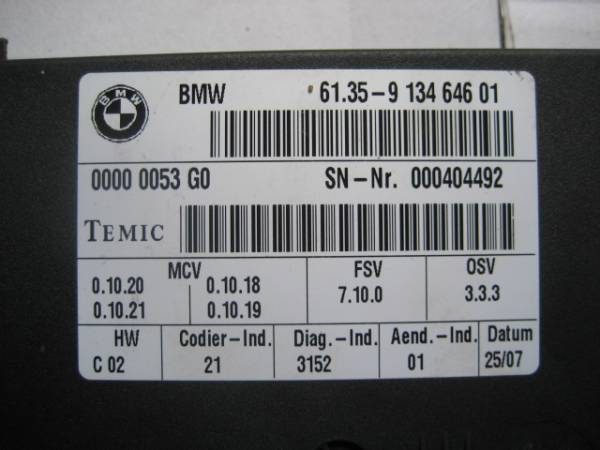 BMW BMW 61.35-9 134 646 01
0000 0053 G0 SN-Nr. 000404492
TEMIC
MCV FSV OSV
0.10.20 0.10.18 7.10.0 3.3.3
0.10.21 0.10.19
HW Codier-Ind. Diag.-Ind. Aend.-Ind. Datum
C 02 21 3152 01 25/07